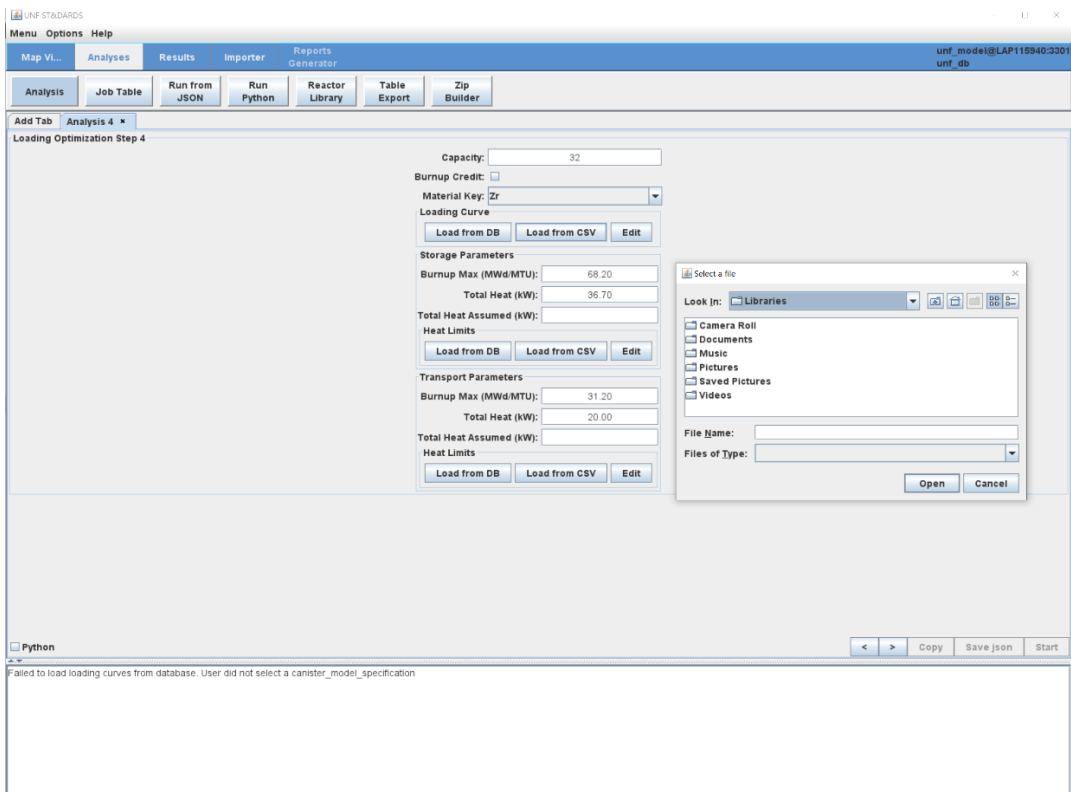 UNF ST&DARDS
Menu Options Help
Map Vi... Analyses Results Importer Reports Generator
unf_model@LAP115940:3301
unf_db
Analysis Job Table Run from JSON Run Python Reactor Library Table Export Zip Builder
Add Tab Analysis 4 ×
Loading Optimization Step 4
Capacity: 32
Burnup Credit:
Material Key: Zr
Loading Curve
Load from DB Load from CSV Edit
Storage Parameters
Burnup Max (MWd/MTU): 68.20
Total Heat (kW): 36.70
Total Heat Assumed (kW):
Heat Limits
Load from DB Load from CSV Edit
Transport Parameters
Burnup Max (MWd/MTU): 31.20
Total Heat (kW): 20.00
Total Heat Assumed (kW):
Heat Limits
Load from DB Load from CSV Edit
Select a file
Look In: Libraries
Camera Roll
Documents
Music
Pictures
Saved Pictures
Videos
File Name:
Files of Type:
Open Cancel
Python
< > Copy Save json Start
Failed to load loading curves from database. User did not select a canister_model_specification